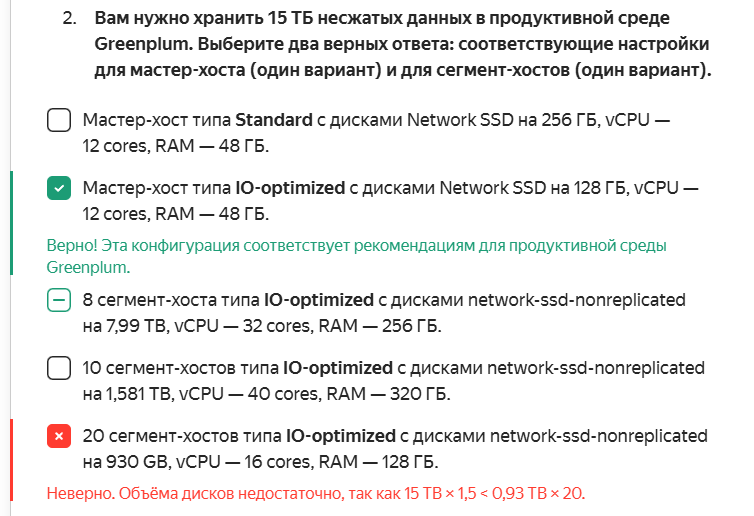 2. Вам нужно хранить 15 ТБ несжатых данных в продуктивной среде
Greenplum. Выберите два верных ответа: соответствующие настройки
для мастер-хоста (один вариант) и для сегмент-хостов (один вариант).
Мастер-хост типа Standard с дисками Network SSD на 256 ГБ, vCPU —
12 cores, RAM — 48 ГБ.
Мастер-хост типа IO-optimized с дисками Network SSD на 128 ГБ, vCPU —
12 cores, RAM — 48 ГБ.
Верно! Эта конфигурация соответствует рекомендациям для продуктивной среды
Greenplum.
8 сегмент-хоста типа IO-optimized с дисками network-ssd-nonreplicated
на 7,99 TB, vCPU — 32 cores, RAM — 256 ГБ.
10 сегмент-хостов типа IO-optimized с дисками network-ssd-nonreplicated
на 1,581 TB, vCPU — 40 cores, RAM — 320 ГБ.
20 сегмент-хостов типа IO-optimized с дисками network-ssd-nonreplicated
на 930 GB, vCPU — 16 cores, RAM — 128 ГБ.
Неверно. Объёма дисков недостаточно, так как 15 TB × 1,5 < 0,93 TB × 20.